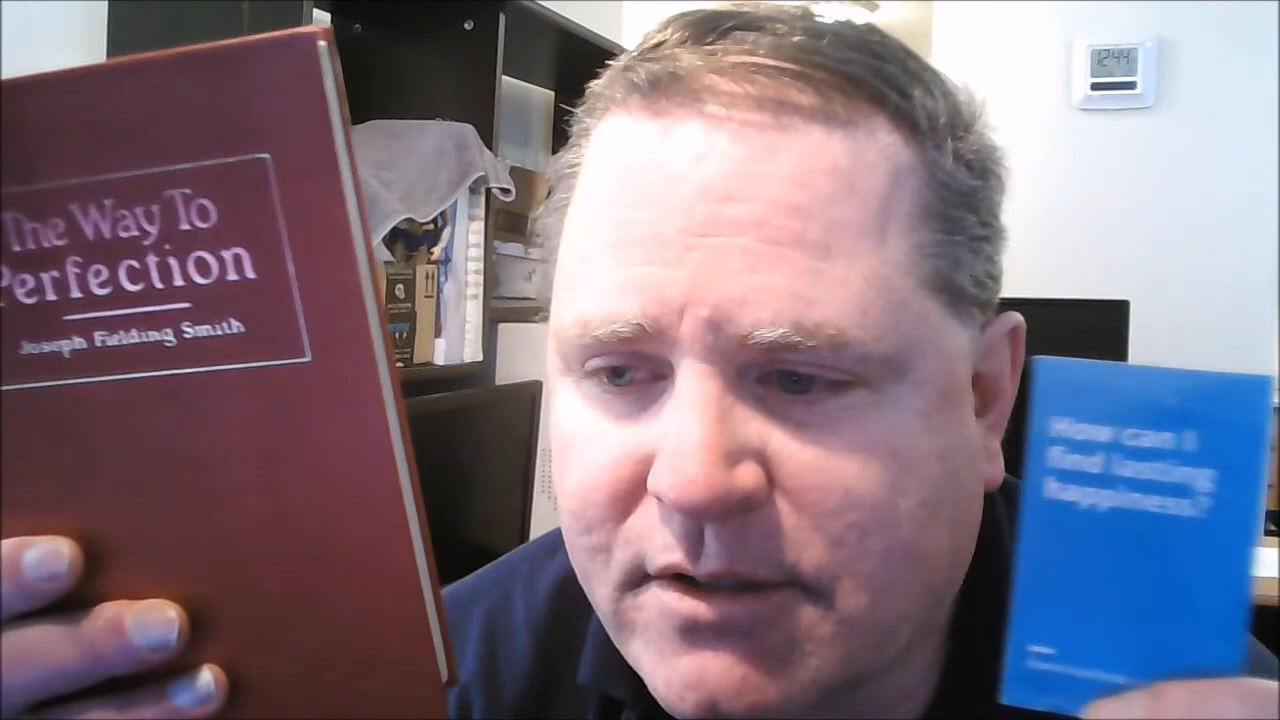 The Way To
Perfection
Joseph Fielding Smith
12:44
How can I
find lasting
happiness?